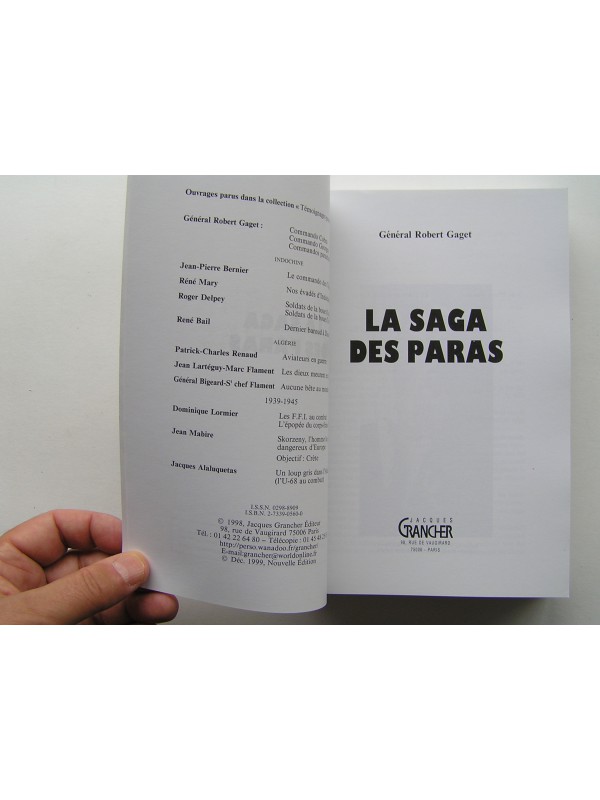 Ouvrages parus dans la collection « Témoignages
Général Robert Gaget :
Commando
Commando
Commandos
INDOCHINE
Jean-Pierre Bernier
Le commando des
Réné Mary
Nos évadés d'
Roger Delpey
Soldats de la boue
Soldats de la boue
René Bail
Dernier baroud à
ALGÉRIE
Patrick-Charles Renaud
Aviateurs en guerre
Jean Lartéguy-Marc Flament
Les dieux meurent
Général Bigeard-Sᵗ chef Flament
Aucune bête au
1939-1945
Dominique Lormier
Les F.F.I. au combat
L'épopée du corps
Jean Mabire
Skorzeny, l'homme
dangereux d'Europe
Objectif : Crète
Jacques Alaluquetas
Un loup gris dans
(l'U-68 au combat)
I.S.S.N. 0298-8909
I.S.B.N. 2-7339-0560-0
© 1998, Jacques Grancher Éditeur
98, rue de Vaugirard 75006 Paris
Tél. : 01 42 22 64 80 – Télécopie : 01 45 48
http://perso.wanadoo.fr/grancher/
E-mail.grancher@worldonline.fr
© Déc. 1999, Nouvelle Édition
Général Robert Gaget
LA SAGA
DES PARAS
JACQUES
GRANCHER
98, RUE DE VAUGIRARD
75006 - PARIS